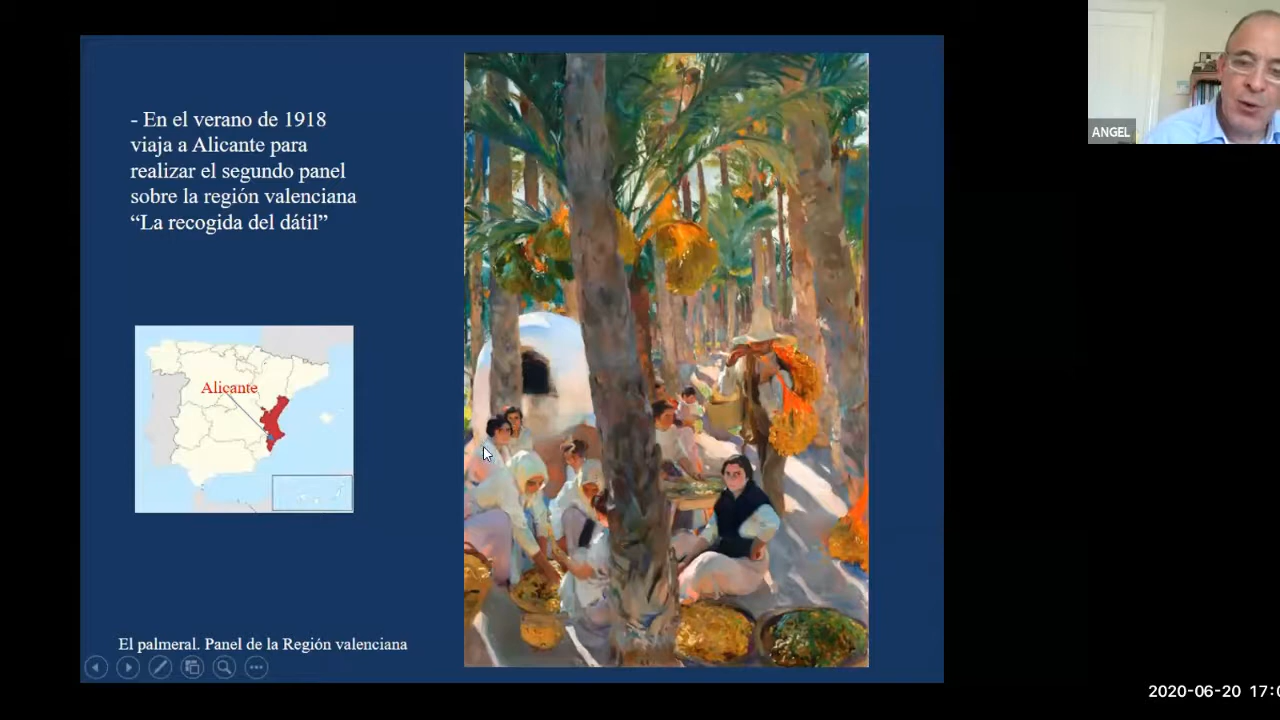 - En el verano de 1918
viaja a Alicante para
realizar el segundo panel
sobre la región valenciana
“La recogida del dátil”
Alicante
El palmeral. Panel de la Región valenciana
ANGEL
2020-06-20 17:0